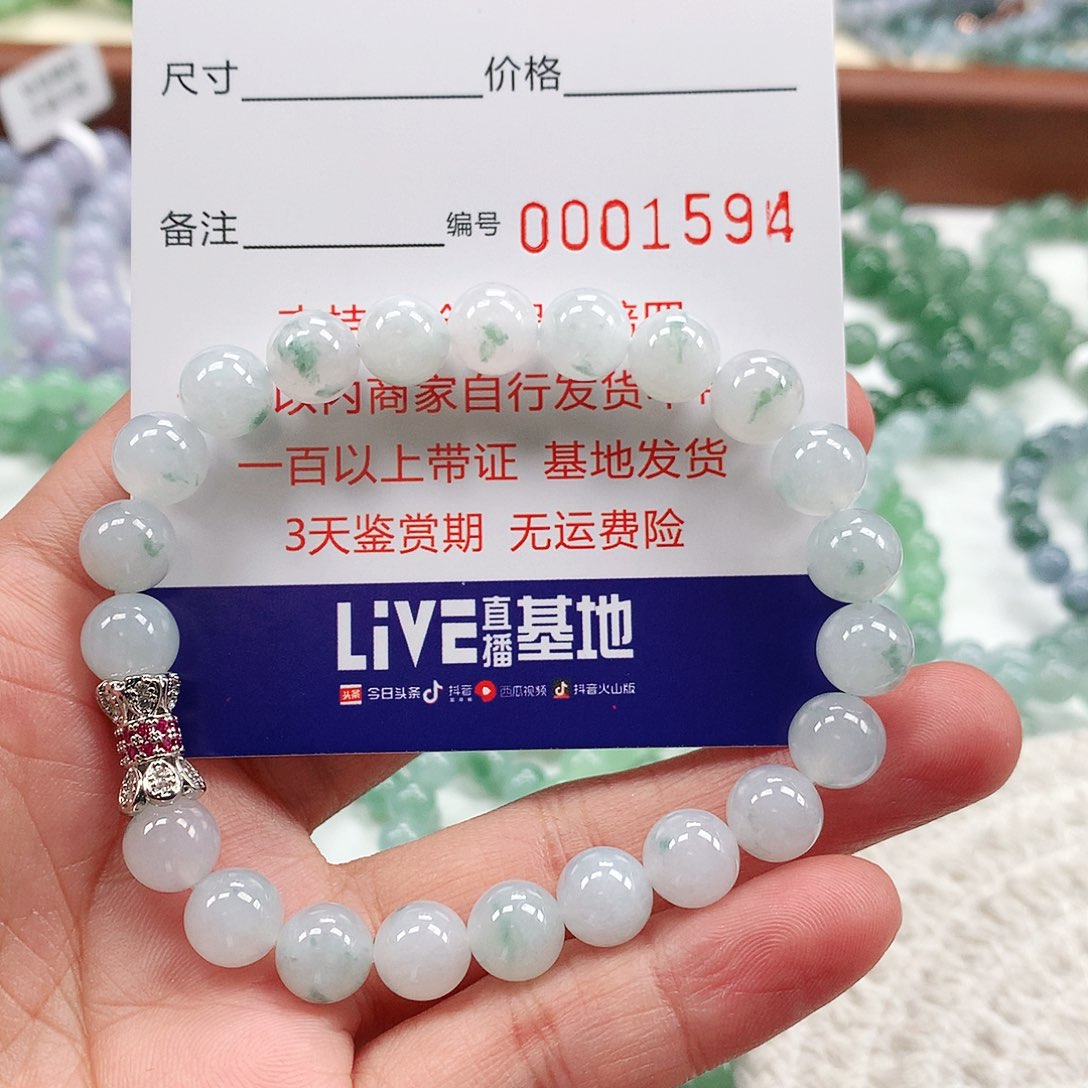 尺寸 价格
备注 编号 0001594
以内商家自行发货
一百以上带证 基地发货
3天鉴赏期 无运费险
LiVE直播基地
头条 今日头条 抖音 西瓜视频 抖音火山版